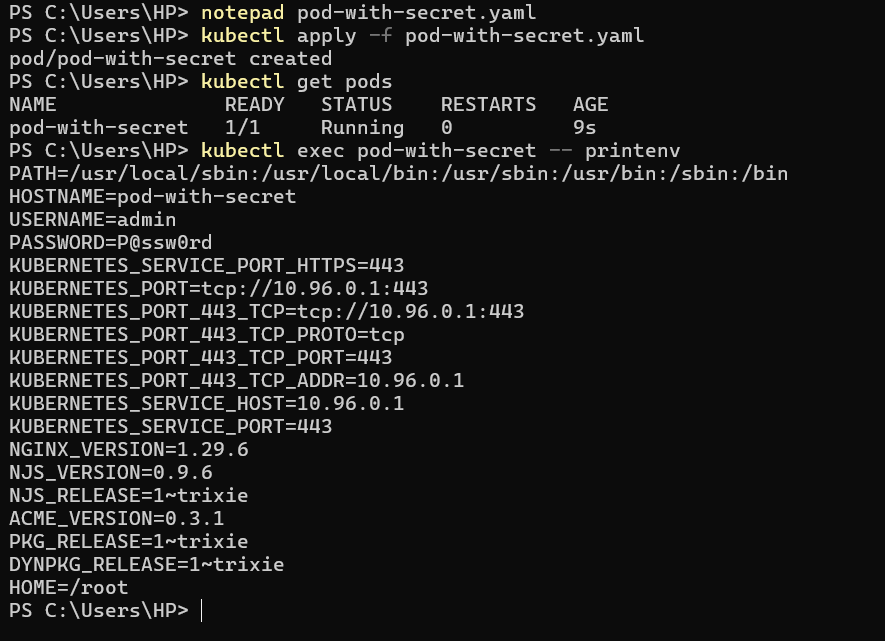 PS C:\Users\HP> notepad pod-with-secret.yaml
PS C:\Users\HP> kubectl apply -f pod-with-secret.yaml
pod/pod-with-secret created
PS C:\Users\HP> kubectl get pods
NAME              READY   STATUS    RESTARTS   AGE
pod-with-secret   1/1     Running   0          9s
PS C:\Users\HP> kubectl exec pod-with-secret -- printenv
PATH=/usr/local/sbin:/usr/local/bin:/usr/sbin:/usr/bin:/sbin:/bin
HOSTNAME=pod-with-secret
USERNAME=admin
PASSWORD=P@ssw0rd
KUBERNETES_SERVICE_PORT_HTTPS=443
KUBERNETES_PORT=tcp://10.96.0.1:443
KUBERNETES_PORT_443_TCP=tcp://10.96.0.1:443
KUBERNETES_PORT_443_TCP_PROTO=tcp
KUBERNETES_PORT_443_TCP_PORT=443
KUBERNETES_PORT_443_TCP_ADDR=10.96.0.1
KUBERNETES_SERVICE_HOST=10.96.0.1
KUBERNETES_SERVICE_PORT=443
NGINX_VERSION=1.29.6
NJS_VERSION=0.9.6
NJS_RELEASE=1~trixie
ACME_VERSION=0.3.1
PKG_RELEASE=1~trixie
DYNPKG_RELEASE=1~trixie
HOME=/root
PS C:\Users\HP>